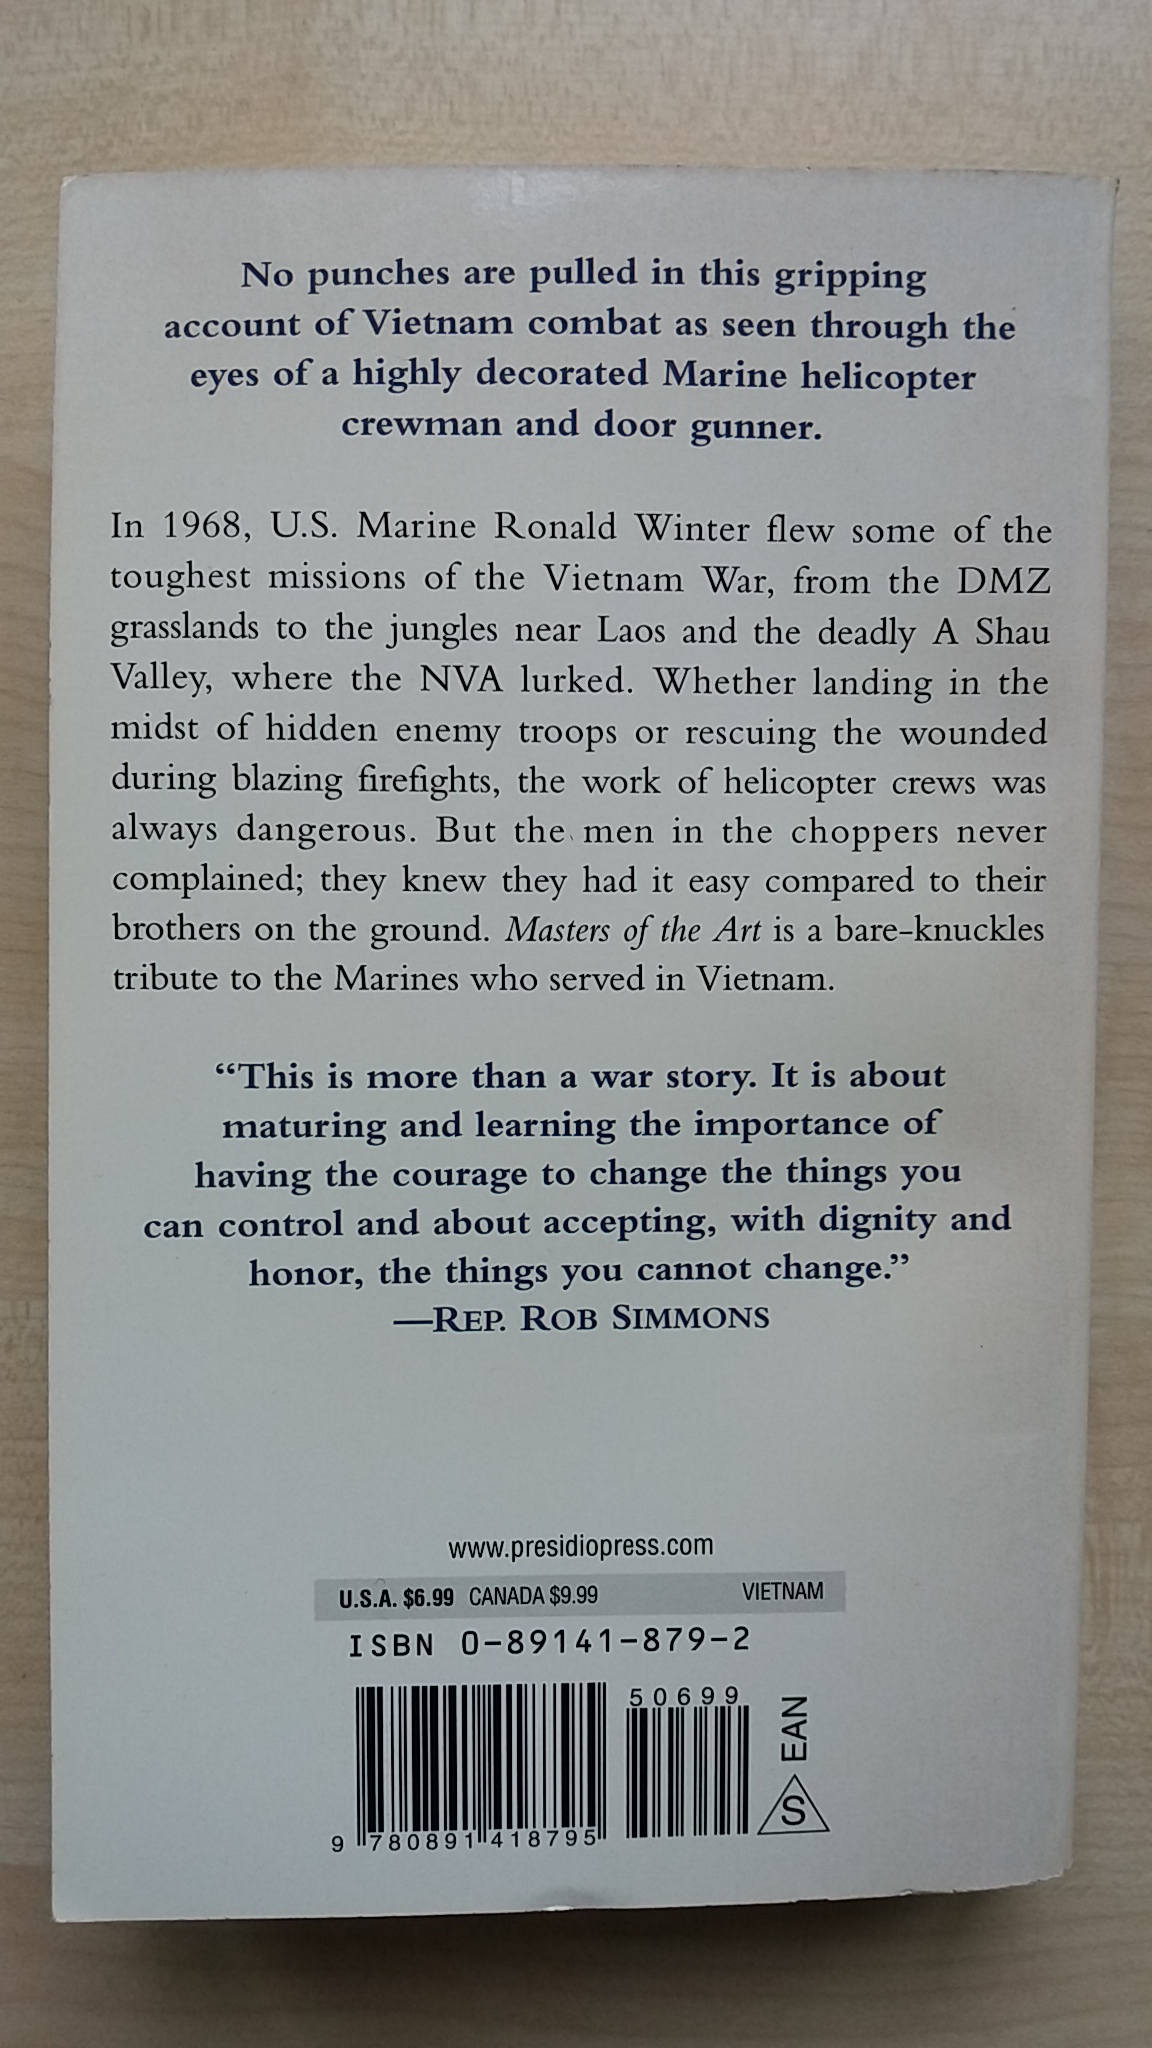 No punches are pulled in this gripping
account of Vietnam combat as seen through the
eyes of a highly decorated Marine helicopter
crewman and door gunner.
In 1968, U.S. Marine Ronald Winter flew some of the
toughest missions of the Vietnam War, from the DMZ
grasslands to the jungles near Laos and the deadly A Shau
Valley, where the NVA lurked. Whether landing in the
midst of hidden enemy troops or rescuing the wounded
during blazing firefights, the work of helicopter crews was
always dangerous. But the men in the choppers never
complained; they knew they had it easy compared to their
brothers on the ground. Masters of the Art is a bare-knuckles
tribute to the Marines who served in Vietnam.
“This is more than a war story. It is about
maturing and learning the importance of
having the courage to change the things you
can control and about accepting, with dignity and
honor, the things you cannot change.”
—REP. ROB SIMMONS
www.presidiopress.com
U.S.A. $6.99 CANADA $9.99 VIETNAM
ISBN 0-89141-879-2
50699
EAN
S
9 780891 418795